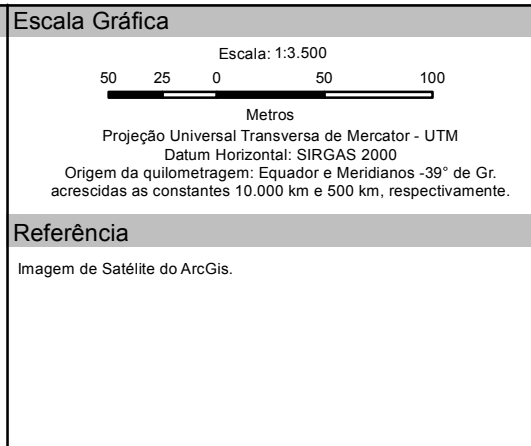 Escala Gráfica
Escala: 1:3.500
50 25 0 50 100
Metros
Projeção Universal Transversa de Mercator - UTM
Datum Horizontal: SIRGAS 2000
Origem da quilometragem: Equador e Meridianos -39° de Gr.
acrescidas as constantes 10.000 km e 500 km, respectivamente.
Referência
Imagem de Satélite do ArcGis.